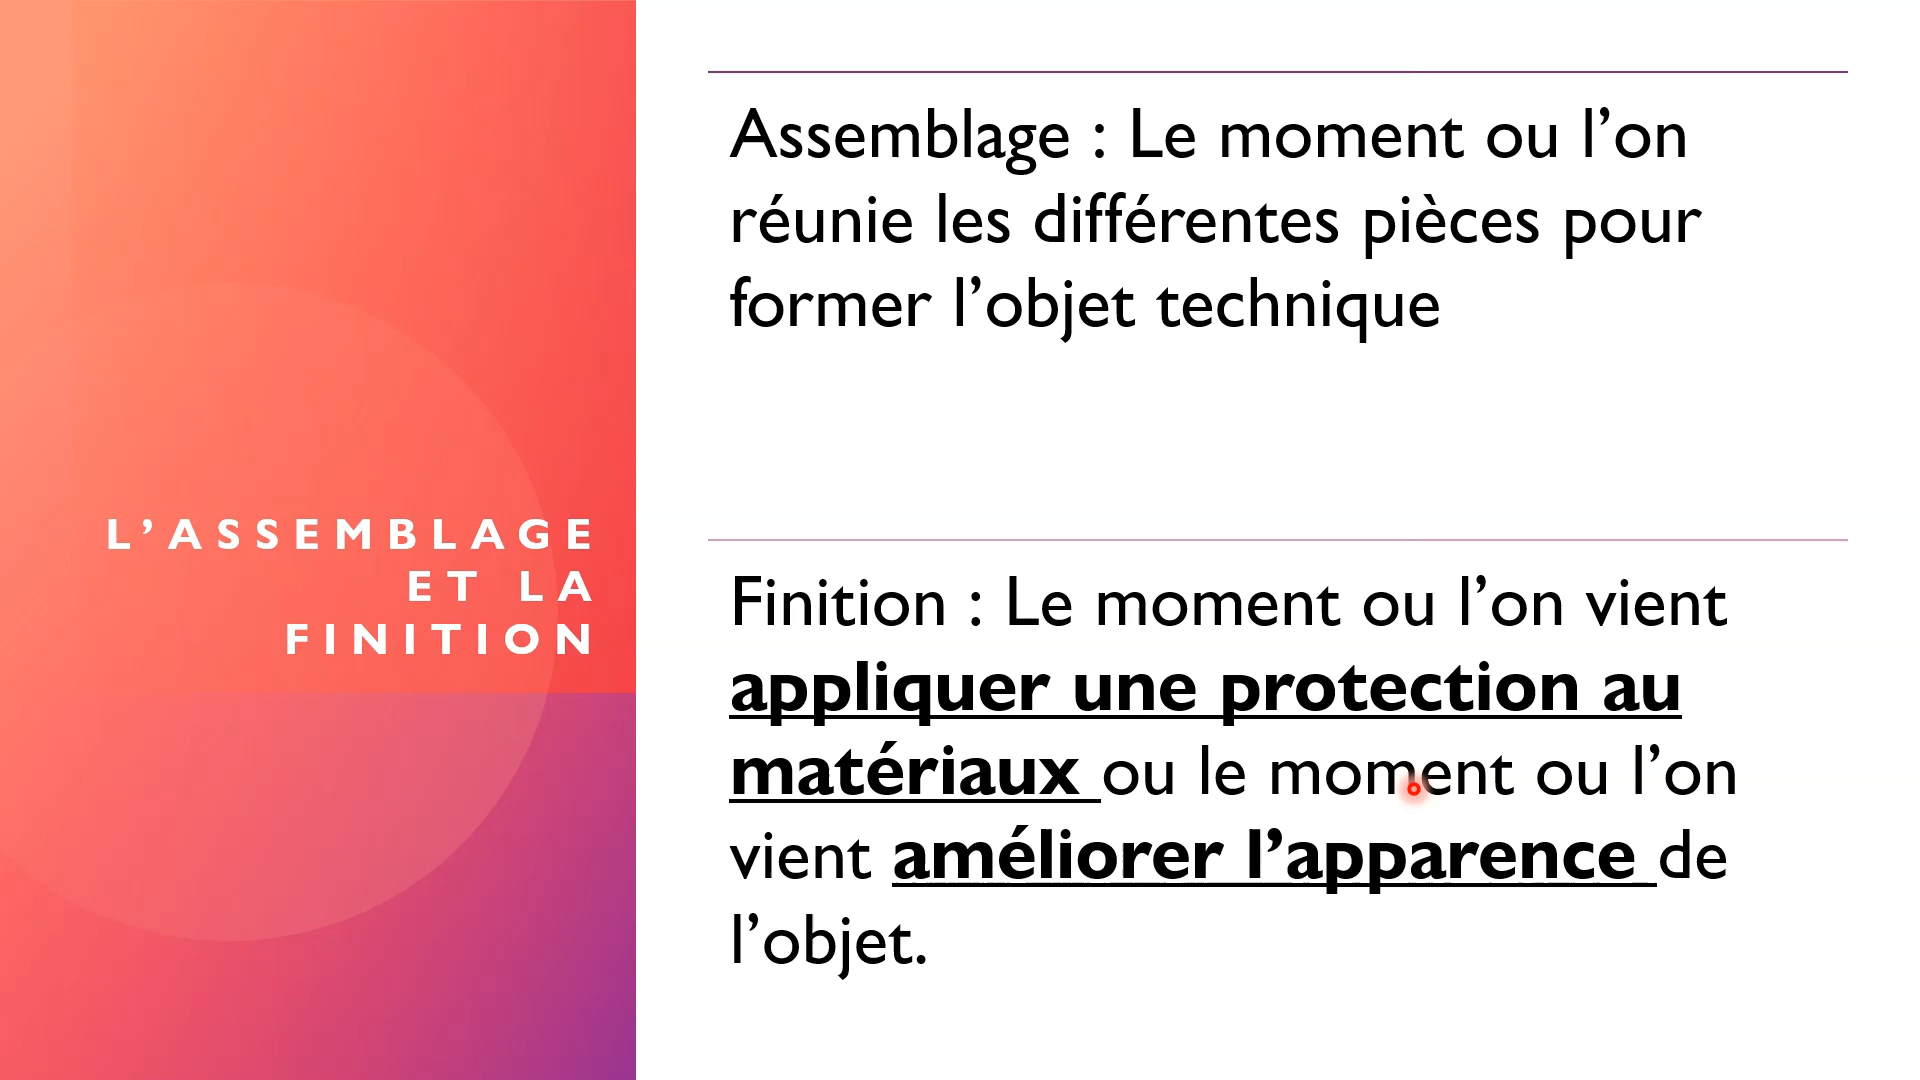 L’ASSEMBLAGE
ET LA
FINITION
Assemblage : Le moment ou l’on
réunie les différentes pièces pour
former l’objet technique
Finition : Le moment ou l’on vient
appliquer une protection au
matériaux ou le moment ou l’on
vient améliorer l’apparence de
l’objet.